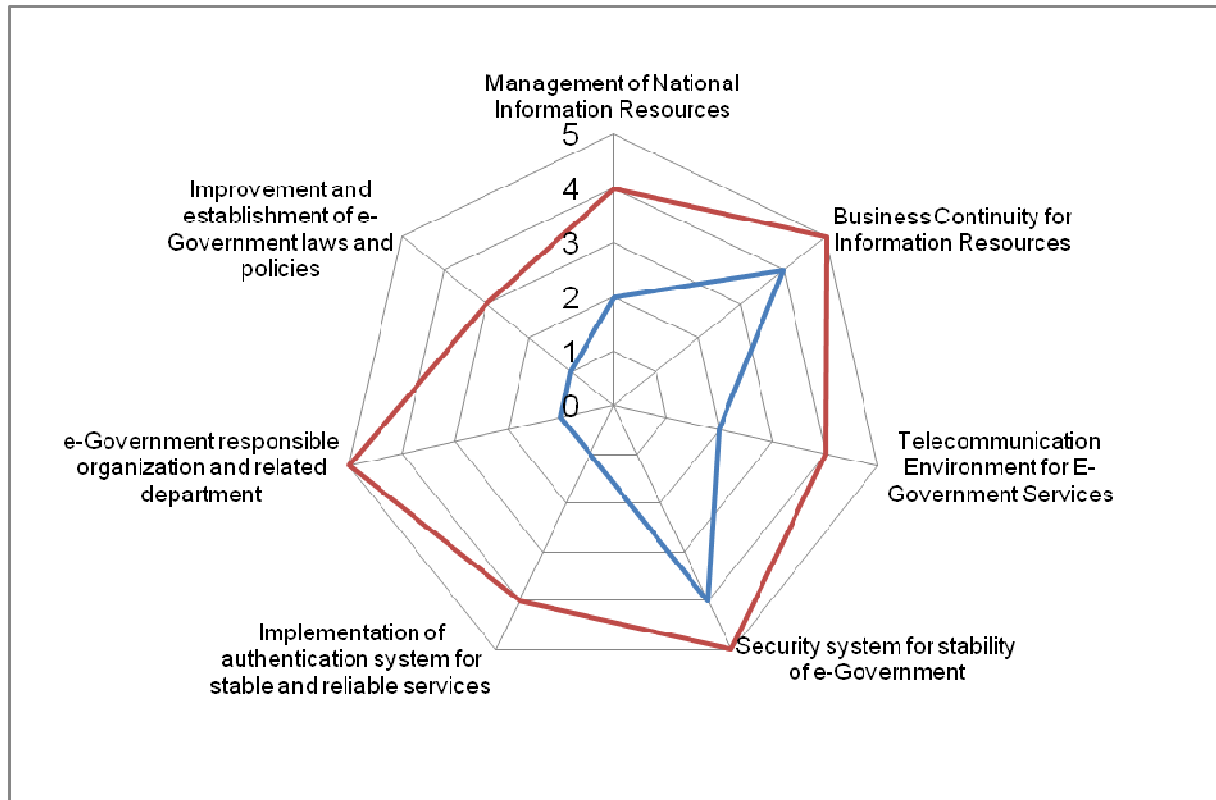 Management of National
Information Resources
5
4
3
2
1
0
Business Continuity for
Information Resources
Telecommunication
Environment for E-
Government Services
Security system for stability
of e-Government
Implementation of
authentication system for
stable and reliable services
e-Government responsible
organization and related
department
Improvement and
establishment of e-
Government laws and
policies